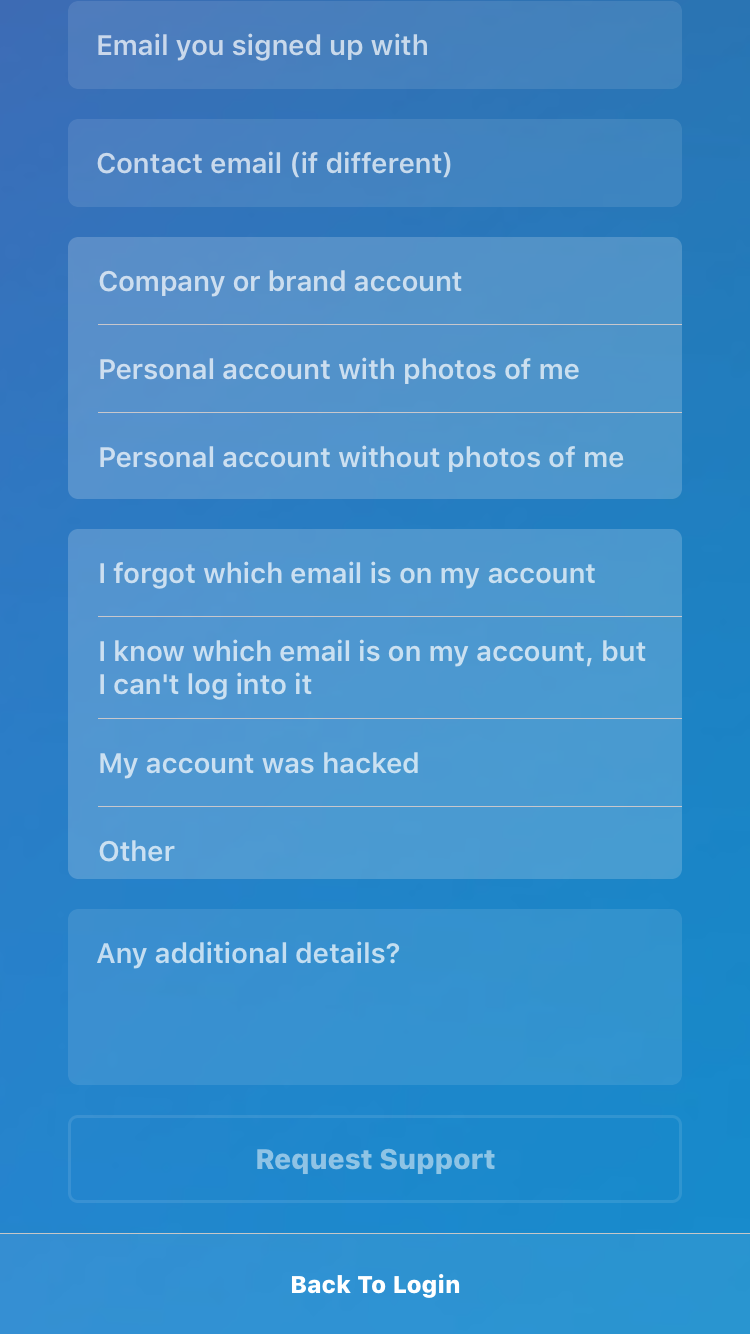 Email you signed up with
Contact email (if different)
Company or brand account
Personal account with photos of me
Personal account without photos of me
I forgot which email is on my account
I know which email is on my account, but
I can't log into it
My account was hacked
Other
Any additional details?
Request Support
Back To Login